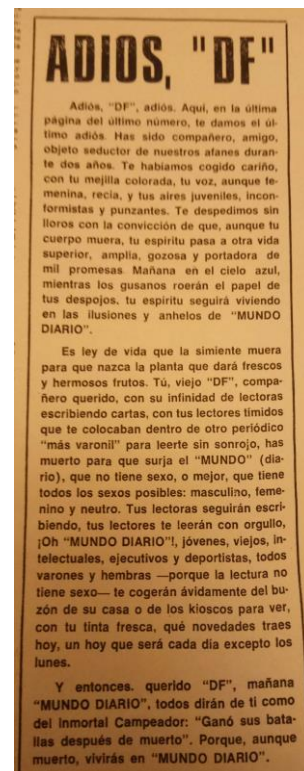 ADIOS, "DF"
Adiós, "DF", adiós. Aquí, en la última
página del último número, te damos el úl-
timo adiós. Has sido compañero, amigo,
objeto seductor de nuestros afanes duran-
te dos años. Te habíamos cogido cariño,
con tu mejilla colorada, tu voz, aunque fe-
menina, recia, y tus aires juveniles, incon-
formistas y punzantes. Te despedimos sin
lloros con la convicción de que, aunque tu
cuerpo muera, tu espíritu pasa a otra vida
superior, amplia, gozosa y portadora de
mil promesas Mañana en el cielo azul,
mientras los gusanos roerán el papel de
tus despojos, tu espíritu seguirá viviendo
en las ilusiones y anhelos de "MUNDO
DIARIO".
Es ley de vida que la simiente muera
para que nazca la planta que dará frescos
y hermosos frutos. Tú, viejo "DF", compa-
ñero querido, con su infinidad de lectoras
escribiendo cartas, con tus lectores tímidos
que te colocaban dentro de otro periódico
"más varonil" para leerte sin sonrojo, has
muerto para que surja el "MUNDO" (dia-
rio), que no tiene sexo, o mejor, que tiene
todos los sexos posibles: masculino, feme-
nino y neutro. Tus lectoras seguirán escri-
biendo, tus lectores te leerán con orgullo,
¡Oh "MUNDO DIARIO"!, jóvenes, viejos, in-
telectuales, ejecutivos y deportistas, todos
varones y hembras —porque la lectura no
tiene sexo— te cogerán ávidamente del bu-
zón de su casa o de los kioscos para ver,
con tu tinta fresca, qué novedades traes
hoy, un hoy que será cada día excepto los
lunes.
Y entonces. querido "DF", mañana
"MUNDO DIARIO", todos dirán de ti como
del Inmortal Campeador: "Ganó sus bata-
llas después de muerto". Porque, aunque
muerto, vivirás en "MUNDO DIARIO".